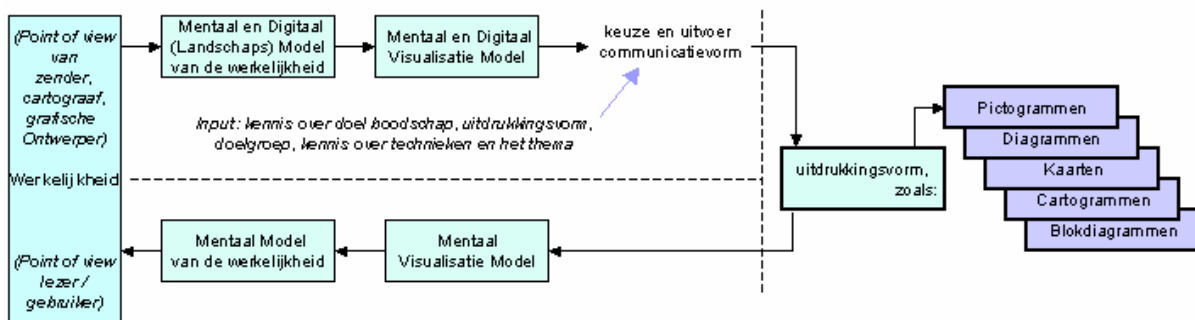 (Point of view
van
zender,
cartograaf,
grafische
Ontwerper)
Werkelijkheid
(Point of view
lezer /
gebruiker)
Mentaal en Digitaal
(Landschaps) Model
van de werkelijkheid
Mentaal en Digitaal
Visualisatie Model
keuze en uitvoer
communicatievorm
Input: kennis over doel boodschap, uitdrukkingsvorm,
doelgroep, kennis over technieken en het thema
uitdrukkingsvorm,
zoals:
Pictogrammen
Diagrammen
Kaarten
Cartogrammen
Blokdiagrammen
Mentaal
Visualisatie Model
Mentaal Model
van de werkelijkheid